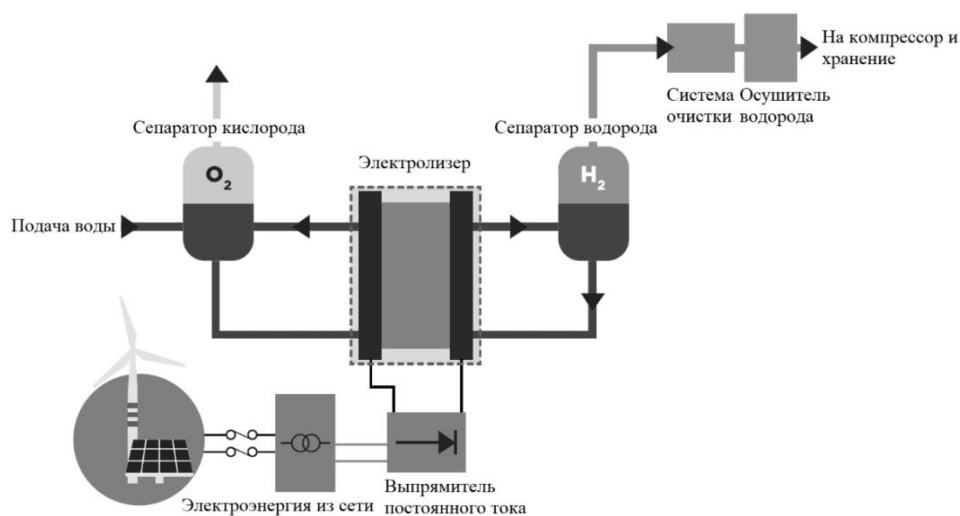 На компрессор и
хранение
Система
очистки
Осушитель
водорода
Сепаратор кислорода
Сепаратор водорода
Электролизер
O₂
H₂
Подача воды
Электроэнергия из сети
Выпрямитель
постоянного тока